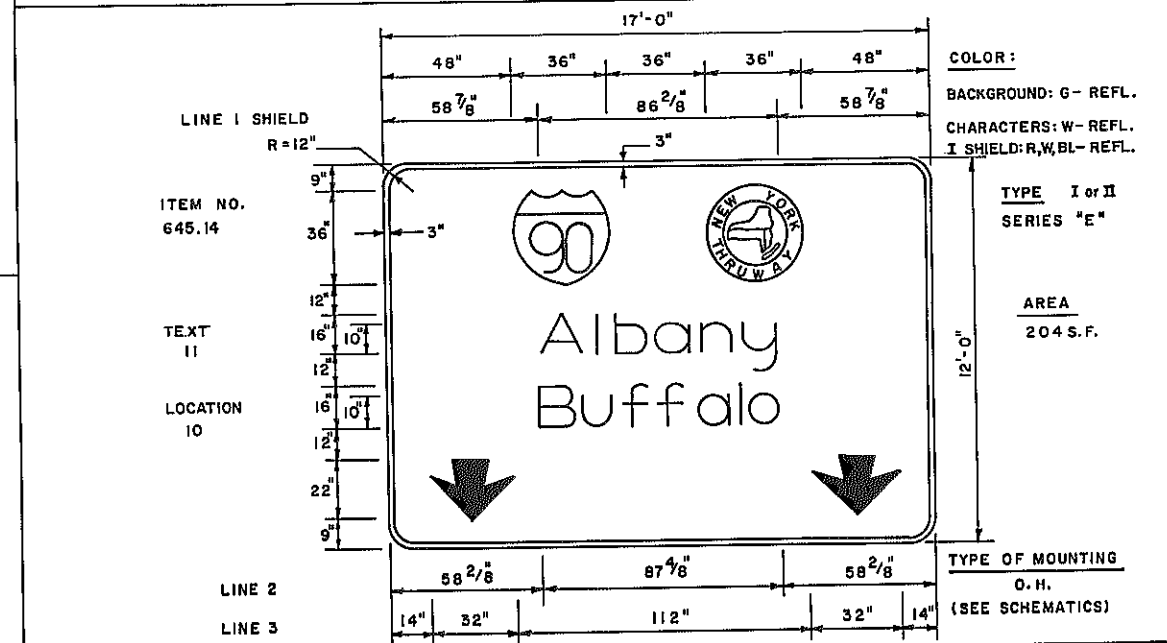 17'-0"
48" 36" 36" 36" 48"
58 7/8" 86 2/8" 58 7/8"
COLOR:
BACKGROUND: G- REFL.
CHARACTERS: W- REFL.
I SHIELD: R,W,BL- REFL.
LINE 1 SHIELD
R=12"
3"
9"
ITEM NO.
645.14
36"
3"
90
NEW YORK
THRUWAY
TYPE I or II
SERIES "E"
12"
AREA
204 S.F.
TEXT
11
16" 10"
Albany
12'-0"
12"
LOCATION
10
16" 10"
Buffalo
12"
22"
9"
TYPE OF MOUNTING
O.H.
(SEE SCHEMATICS)
LINE 2
58 2/8" 87 4/8" 58 2/8"
LINE 3
14" 32" 112" 32" 14"